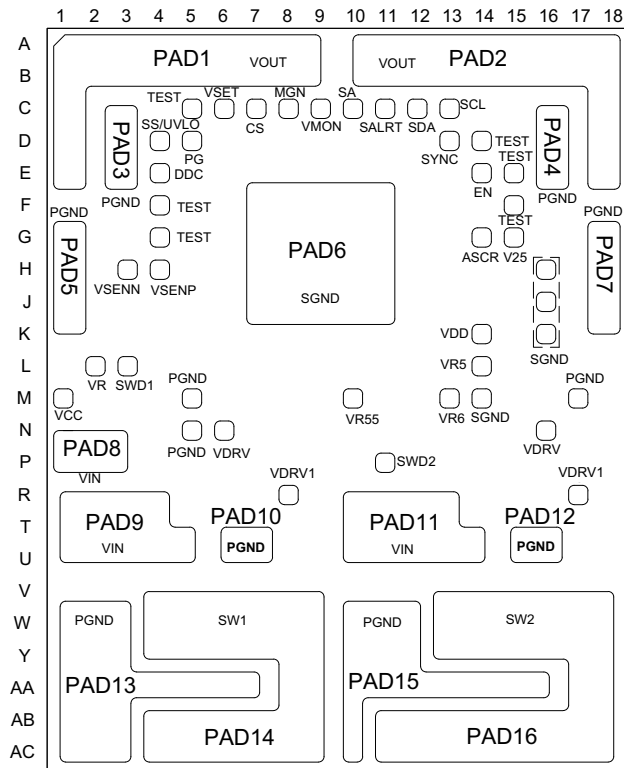 1 2 3 4 5 6 7 8 9 10 11 12 13 14 15 16 17 18
A
PAD1 VOUT VOUT PAD2
B
TEST VSET MGN SA
C SCL
SS/UVLO CS VMON SALRT SDA
PAD3 PAD4
D TEST
PG SYNC TEST
E DDC EN
PGND PGND
F TEST
PGND PGND
TEST
G TEST
PAD5 PAD6 PAD7
ASCR V25
H
VSENN VSENP
J SGND
K VDD
SGND
L VR5
VR SWD1 PGND PGND
M
VCC VR55 VR6 SGND
N
PGND VDRV VDRV
PAD8
P SWD2
VIN VDRV1 VDRV1
R
PAD9 PAD10 PAD11 PAD12
T
VIN PGND VIN PGND
U
V
W PGND SW1 PGND SW2
Y
AA PAD13 PAD15
AB
PAD14 PAD16
AC